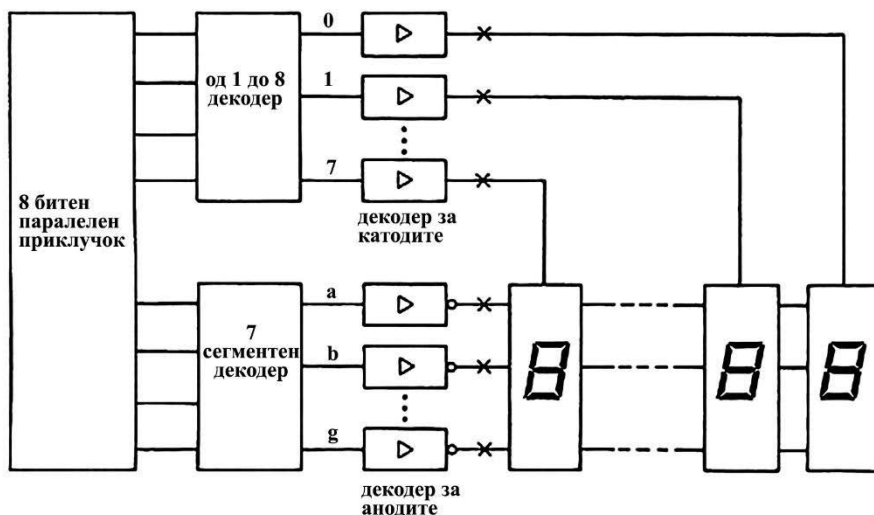 0
од 1 до 8
декодер
1
7
8 битен
паралелен
приклучок
декодер за
катодите
a
7
сегментен
декодер
b
g
декодер за
анодите